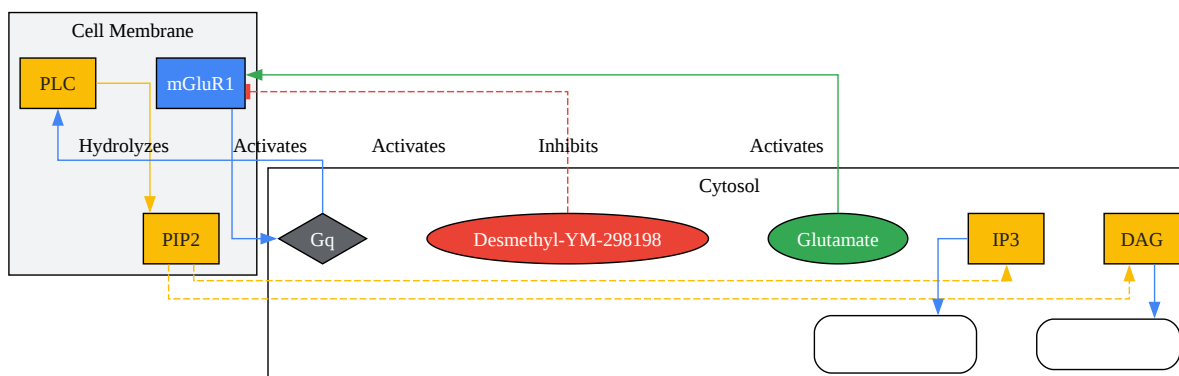 Cell Membrane
PLC
mGluR1
Hydrolyzes
Activates
Activates
Inhibits
Activates
Cytosol
PIP2
Gq
Desmethyl-YM-298198
Glutamate
IP3
DAG